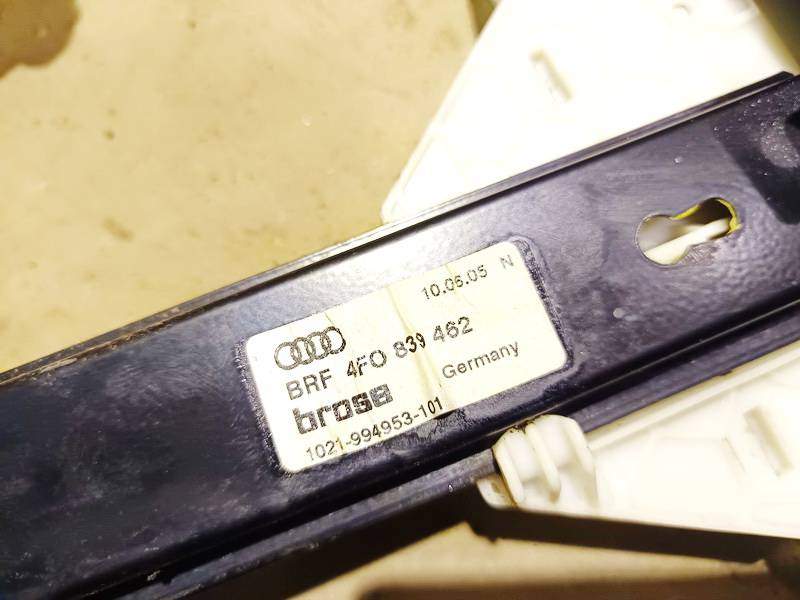 10.06.05 N
BRF 4F0 839 462
brose Germany
1021-994953-101